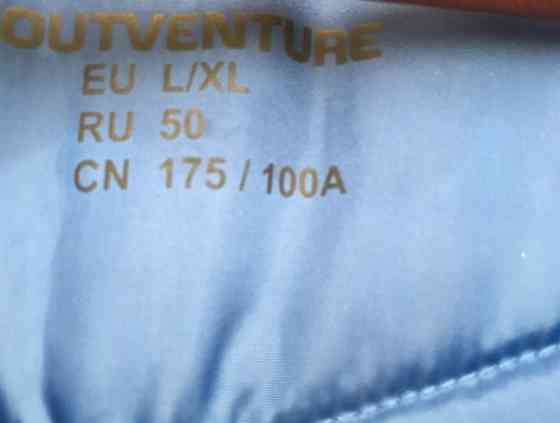 OUTVENTURE
EU L/XL
RU 50
CN 175 / 100A